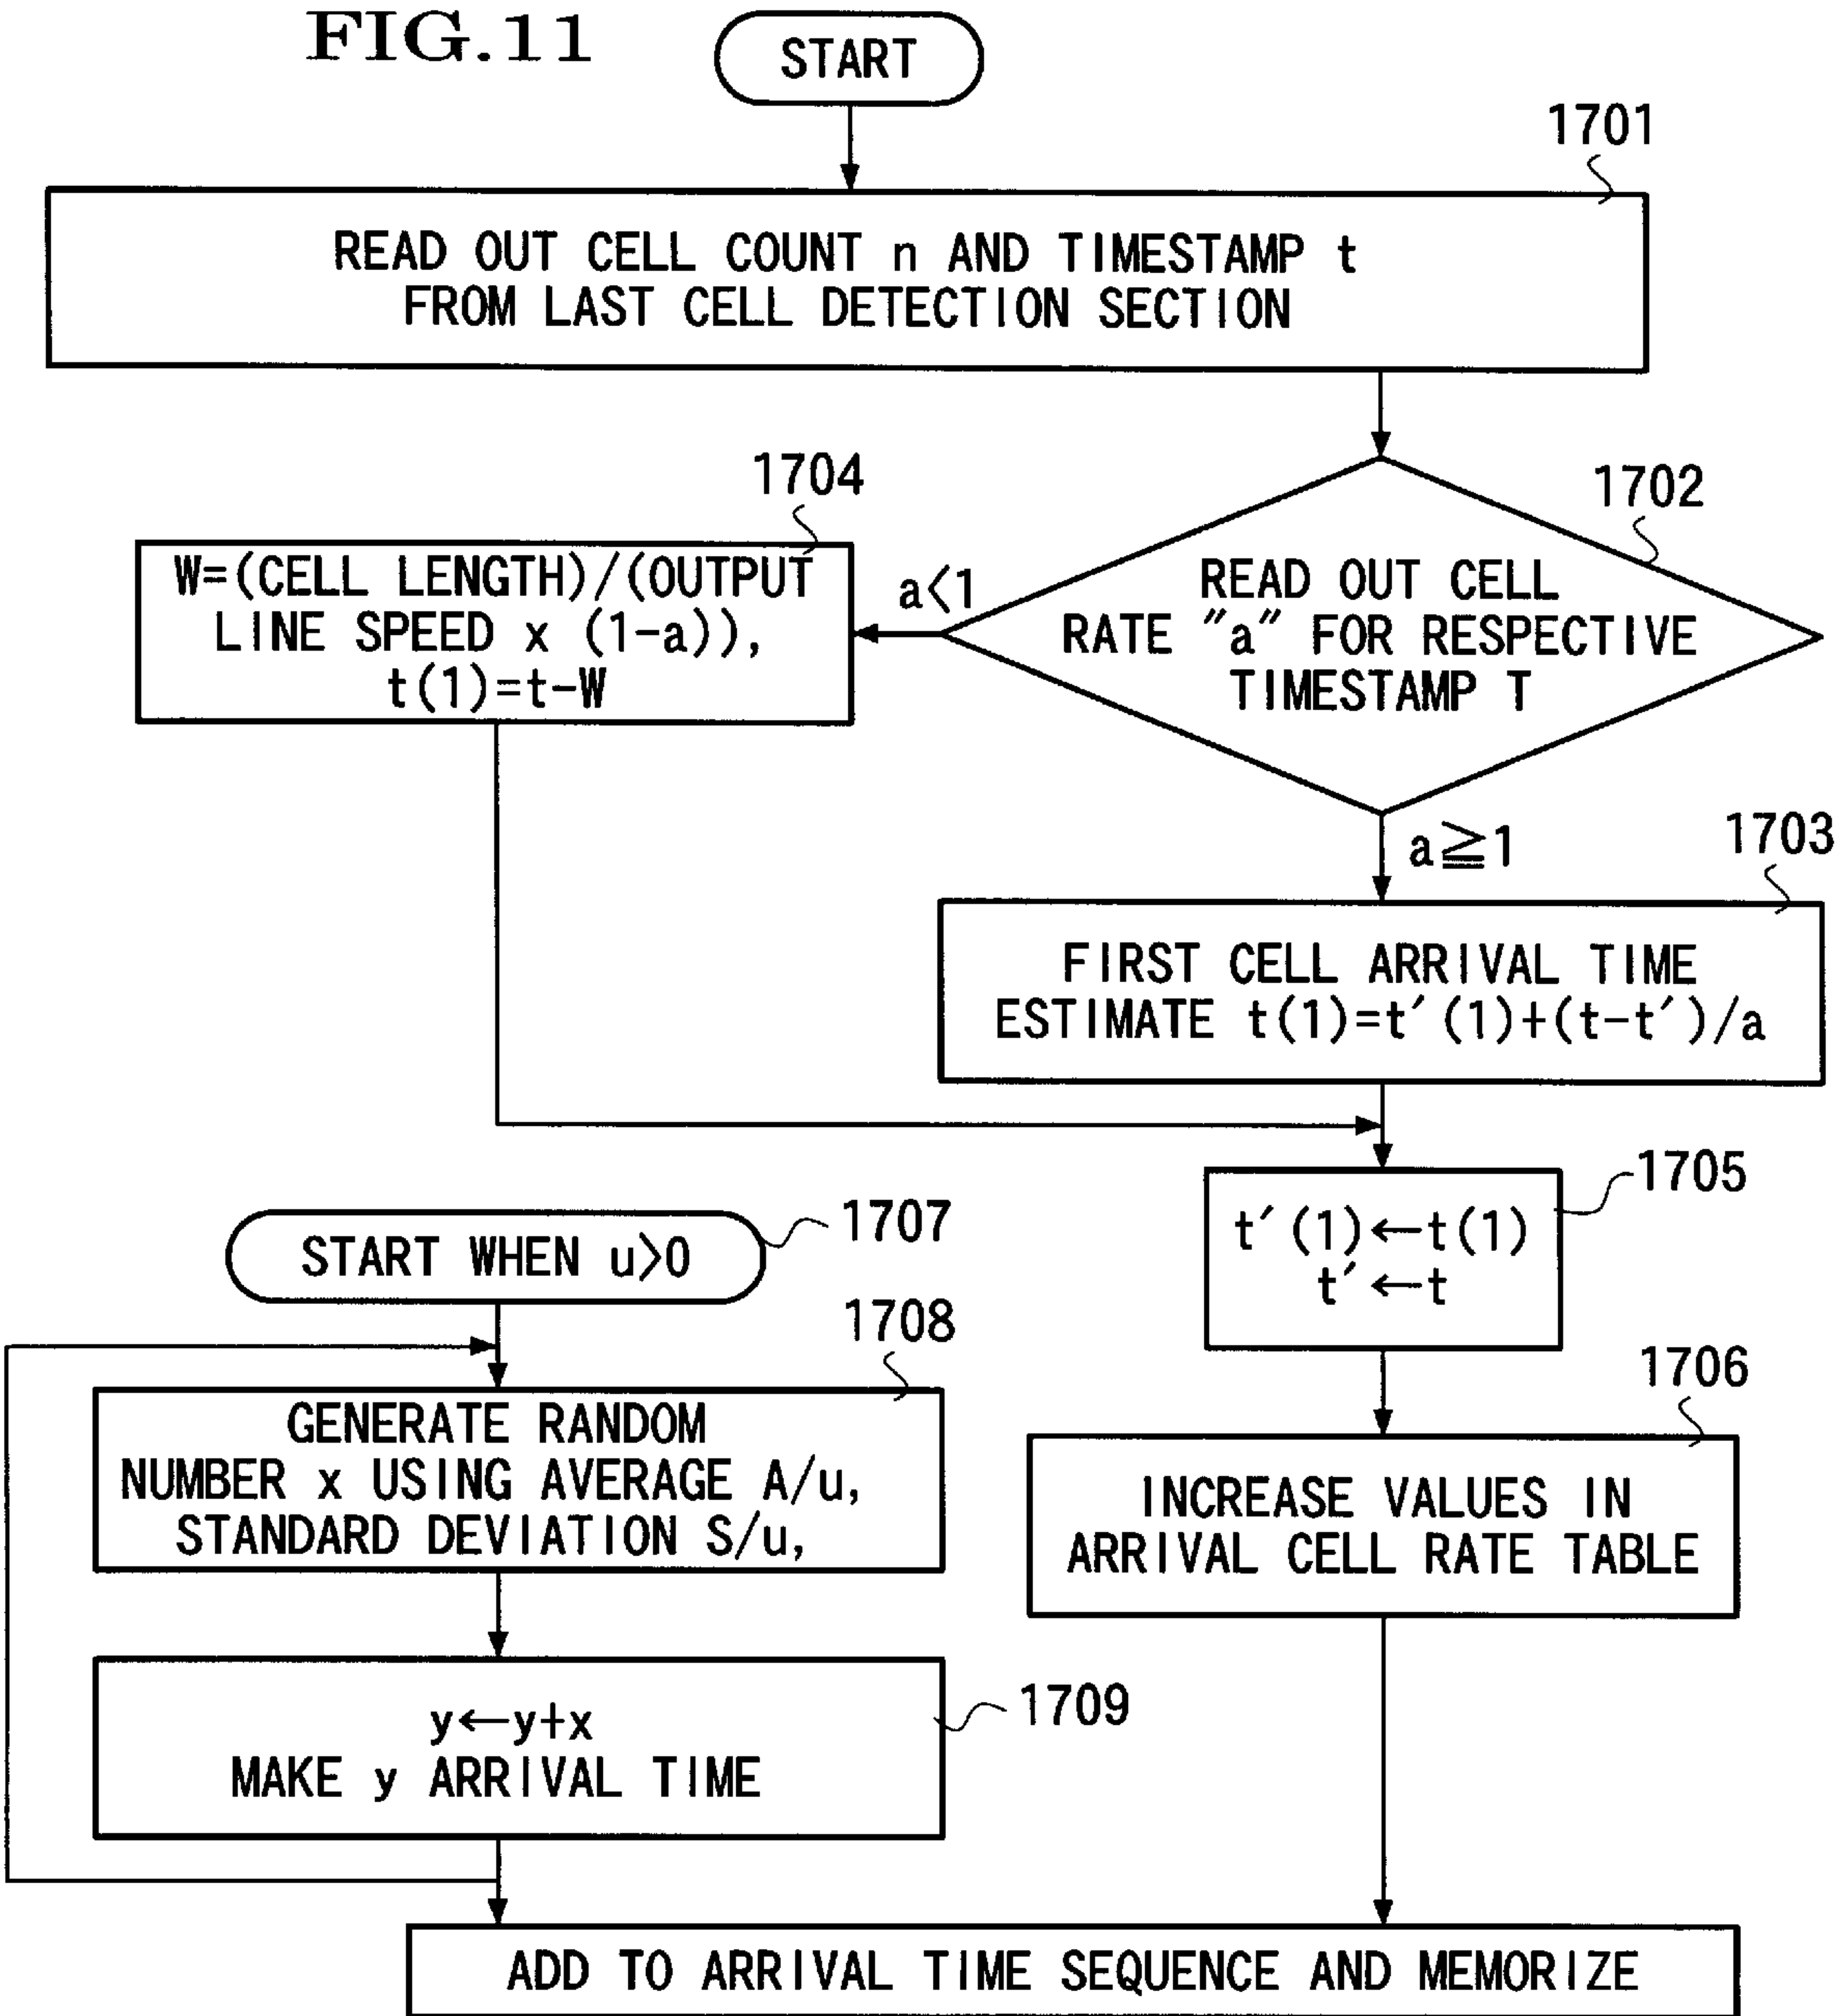 FIG.11
START
1701
READ OUT CELL COUNT n AND TIMESTAMP t
FROM LAST CELL DETECTION SECTION
1704
W=(CELL LENGTH)/(OUTPUT
LINE SPEED x (1-a)),
t(1)=t-W
a<1
1702
READ OUT CELL
RATE "a" FOR RESPECTIVE
TIMESTAMP T
a≧1
1703
FIRST CELL ARRIVAL TIME
ESTIMATE t(1)=t'(1)+(t-t')/a
1705
t'(1)←t(1)
t'←t
1706
INCREASE VALUES IN
ARRIVAL CELL RATE TABLE
1707
START WHEN u>0
1708
GENERATE RANDOM
NUMBER x USING AVERAGE A/u,
STANDARD DEVIATION S/u,
1709
y←y+x
MAKE y ARRIVAL TIME
ADD TO ARRIVAL TIME SEQUENCE AND MEMORIZE